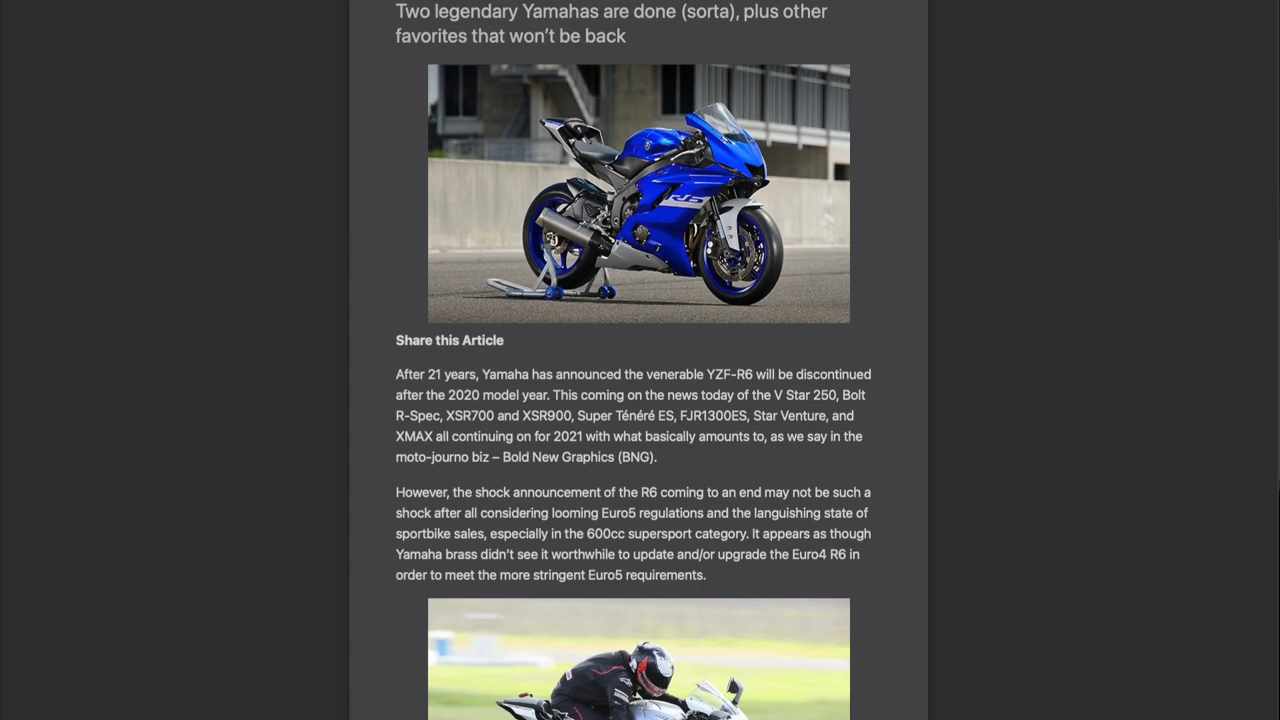 Two legendary Yamahas are done (sorta), plus other
favorites that won’t be back
R6
Share this Article
After 21 years, Yamaha has announced the venerable YZF-R6 will be discontinued
after the 2020 model year. This coming on the news today of the V Star 250, Bolt
R-Spec, XSR700 and XSR900, Super Ténéré ES, FJR1300ES, Star Venture, and
XMAX all continuing on for 2021 with what basically amounts to, as we say in the
moto-journo biz – Bold New Graphics (BNG).
However, the shock announcement of the R6 coming to an end may not be such a
shock after all considering looming Euro5 regulations and the languishing state of
sportbike sales, especially in the 600cc supersport category. It appears as though
Yamaha brass didn’t see it worthwhile to update and/or upgrade the Euro4 R6 in
order to meet the more stringent Euro5 requirements.